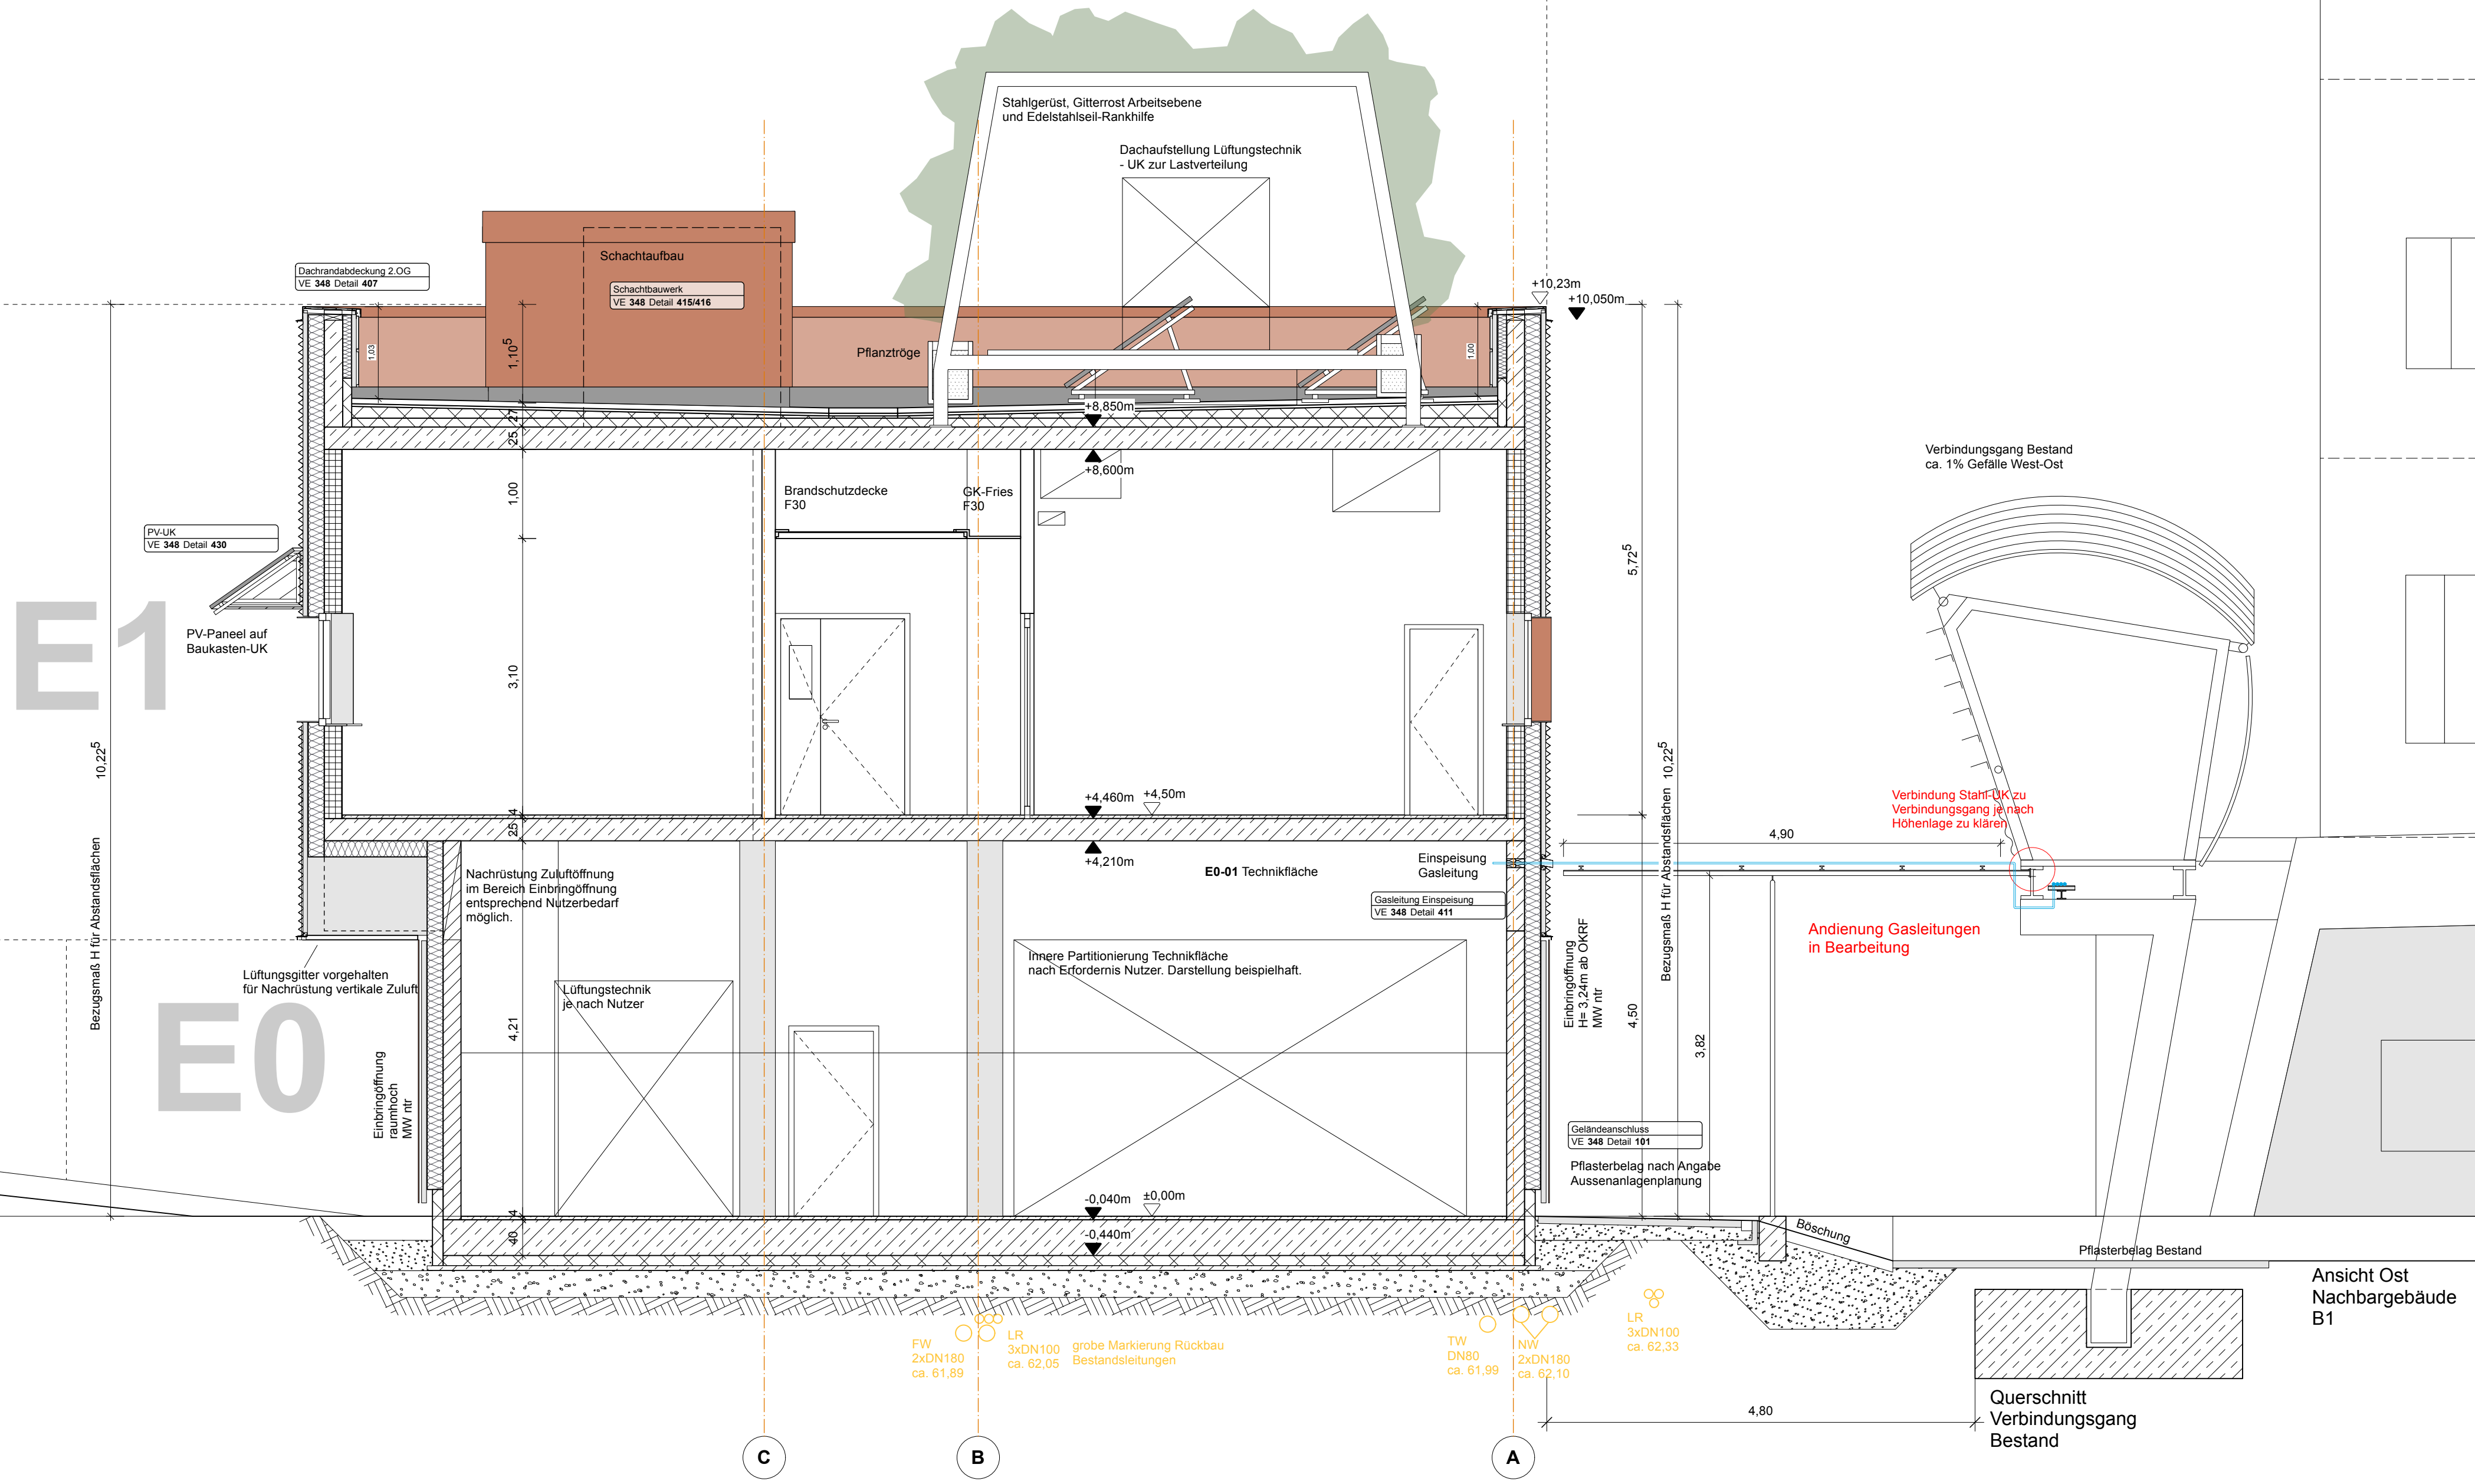 Stahlgerüst, Gitterrost Arbeitsebene
und Edelstahlseil-Rankhilfe
Dachaufstellung Lüftungstechnik
- UK zur Lastverteilung
Schachtaufbau
Dachrandabdeckung 2.OG
VE 348 Detail 407
Schachtbauwerk
VE 348 Detail 415/416
+10,23m
+10,050m
1,03
1,10⁵
Pflanztröge
1,00
27
+8,850m
25
+8,600m
Verbindungsgang Bestand
ca. 1% Gefälle West-Ost
1,00
Brandschutzdecke
F30
GK-Fries
F30
PV-UK
VE 348 Detail 430
5,72⁵
E1
PV-Paneel auf
Baukasten-UK
3,10
10,22⁵
Bezugsmaß H für Abstandsflächen
10,22⁵
Bezugsmaß H für Abstandsflächen
+4,460m
+4,50m
4
25
+4,210m
Verbindung Stahl-UK zu
Verbindungsgang je nach
Höhenlage zu klären
4,90
Nachrüstung Zuluftöffnung
im Bereich Einbringöffnung
entsprechend Nutzerbedarf
möglich.
E0-01 Technikfläche
Einspeisung
Gasleitung
Gasleitung Einspeisung
VE 348 Detail 411
Andienung Gasleitungen
in Bearbeitung
Einbringöffnung
H= 3,24m ab OKRF
MW ntr
4,50
3,82
Lüftungsgitter vorgehalten
für Nachrüstung vertikale Zuluft
Innere Partitionierung Technikfläche
nach Erfordernis Nutzer. Darstellung beispielhaft.
Lüftungstechnik
je nach Nutzer
E0
4,21
Einbringöffnung
raumhoch
MW ntr
Geländeanschluss
VE 348 Detail 101
Pflasterbelag nach Angabe
Aussenanlagenplanung
-0,040m
±0,00m
4
40
-0,440m
Böschung
Pflasterbelag Bestand
Ansicht Ost
Nachbargebäude
B1
FW
2xDN180
ca. 61,89
LR
3xDN100
ca. 62,05
grobe Markierung Rückbau
Bestandsleitungen
TW
DN80
ca. 61,99
NW
2xDN180
ca. 62,10
LR
3xDN100
ca. 62,33
4,80
Querschnitt
Verbindungsgang
Bestand
C
B
A